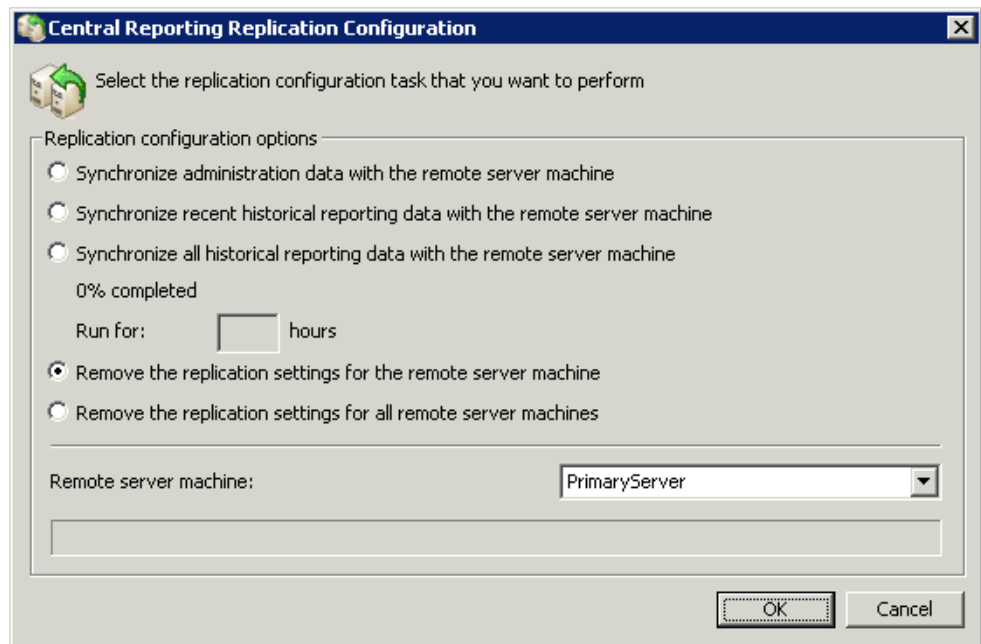 Central Reporting Replication Configuration
Select the replication configuration task that you want to perform
Replication configuration options
Synchronize administration data with the remote server machine
Synchronize recent historical reporting data with the remote server machine
Synchronize all historical reporting data with the remote server machine
0% completed
Run for: hours
Remove the replication settings for the remote server machine
Remove the replication settings for all remote server machines
Remote server machine: PrimaryServer
OK Cancel